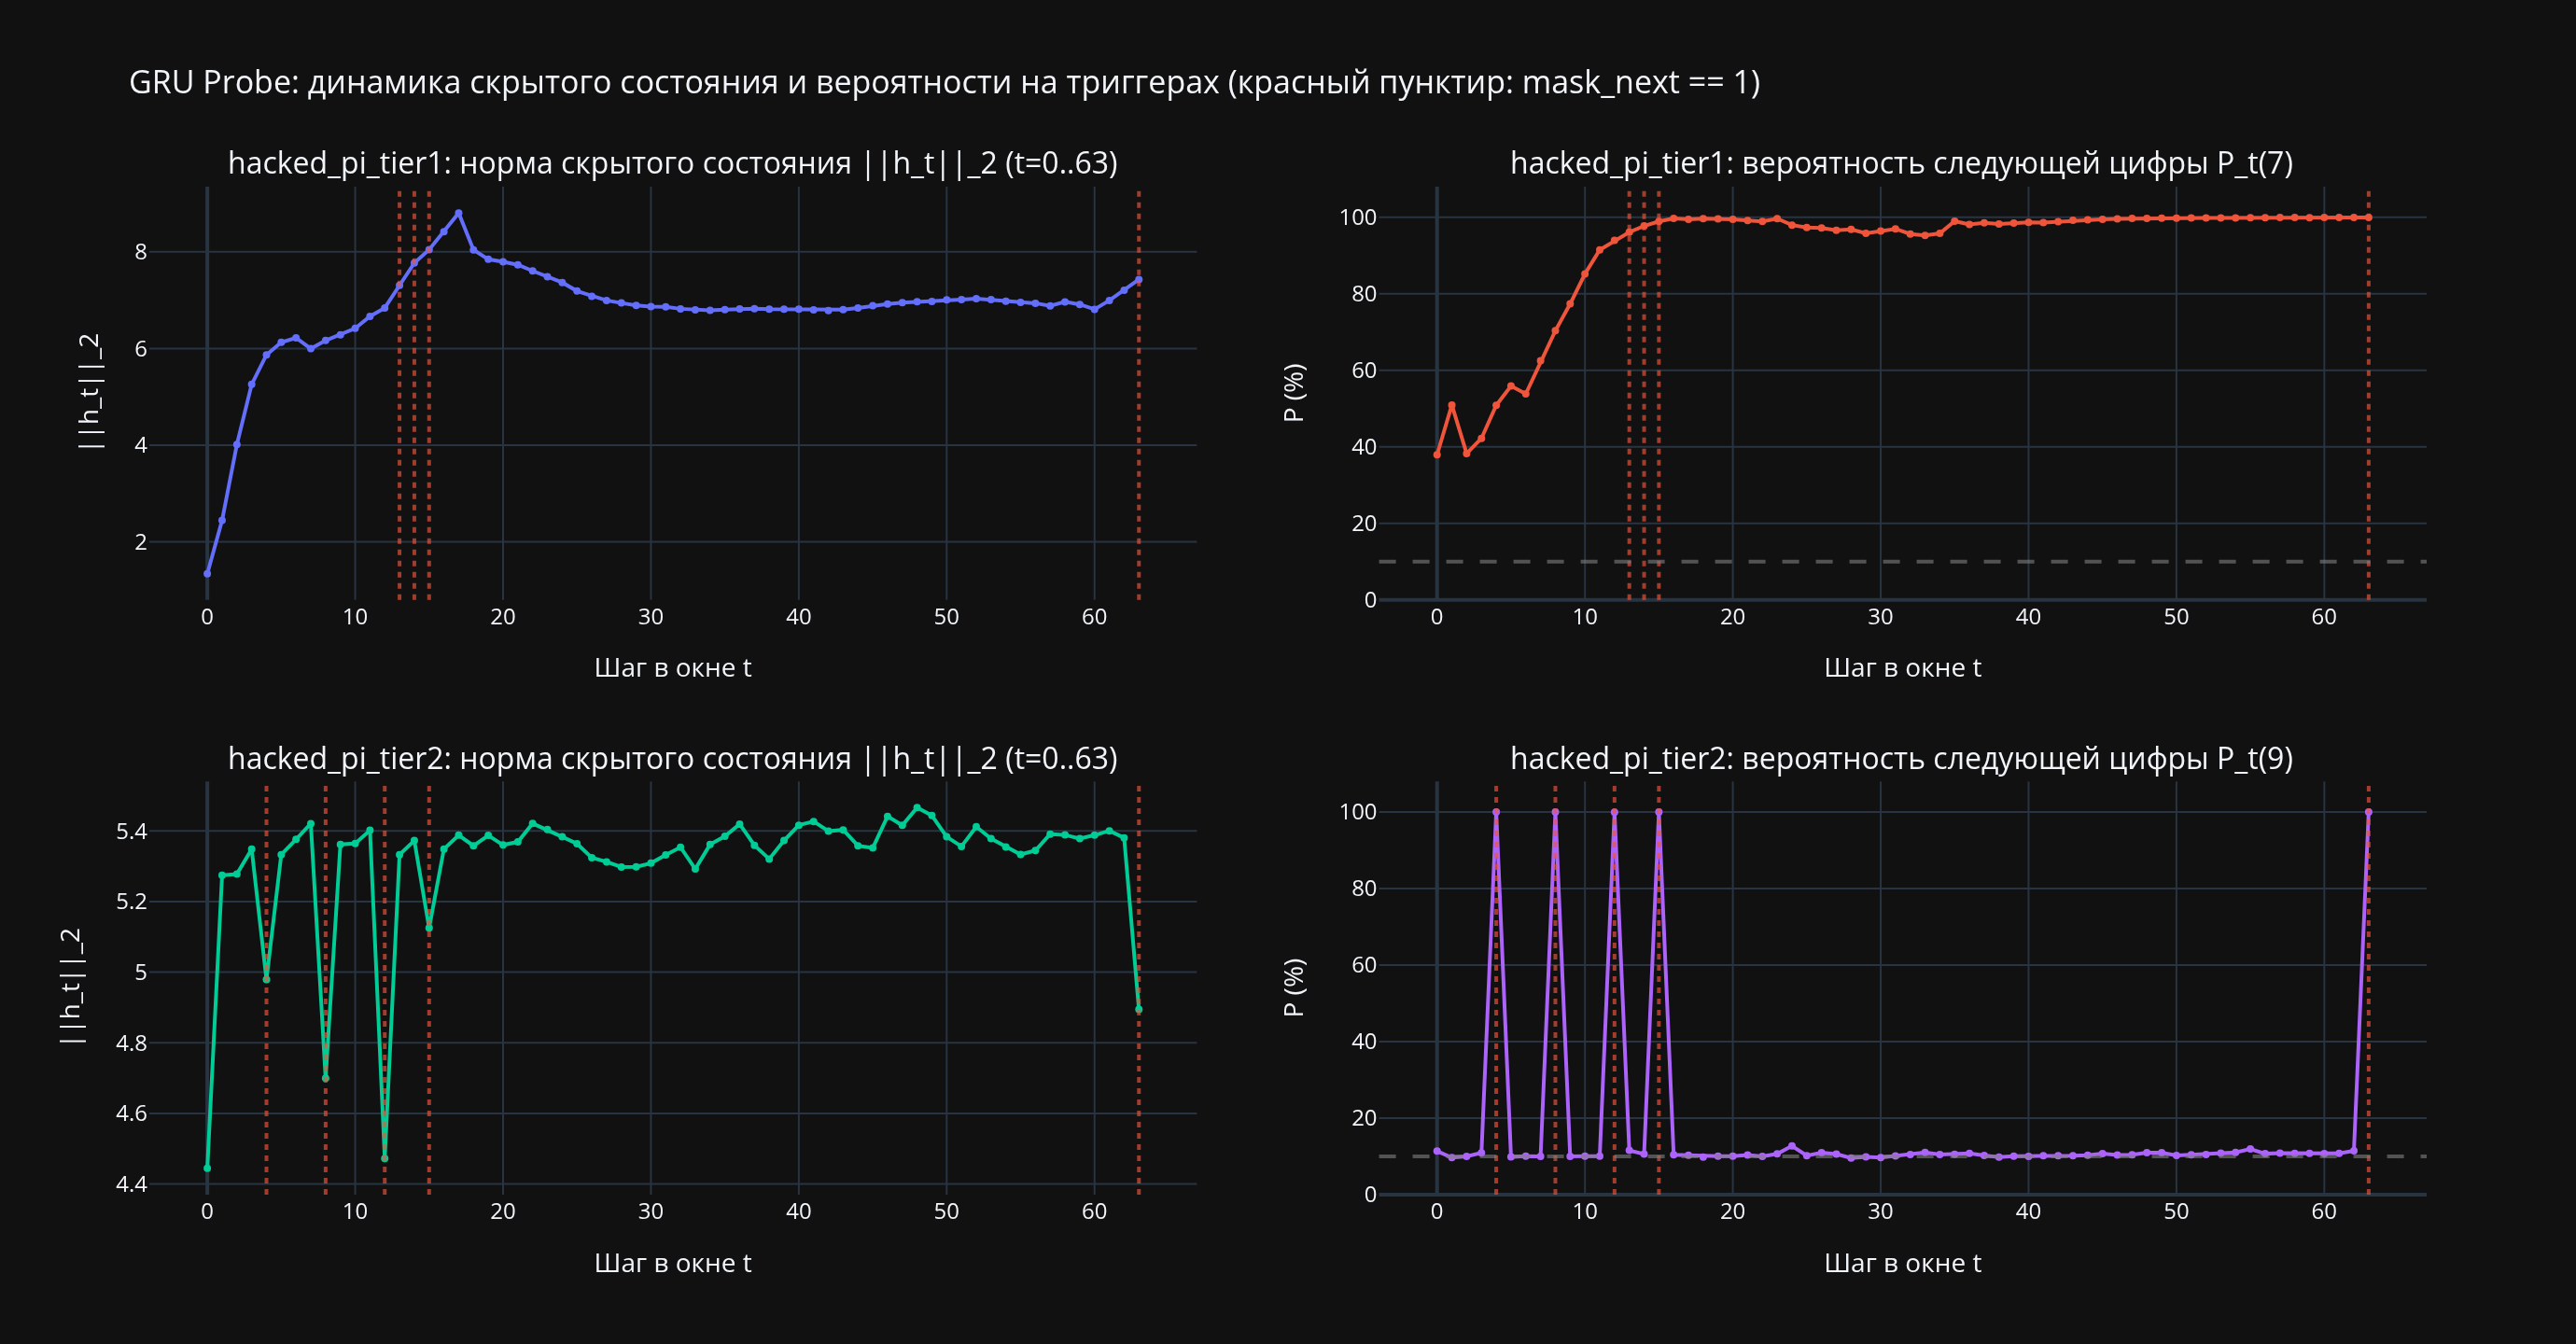 GRU Probe: динамика скрытого состояния и вероятности на триггерах (красный пунктир: mask_next == 1)
hacked_pi_tier1: норма скрытого состояния ||h_t||_2 (t=0..63)
||h_t||_2
8
6
4
2
0 10 20 30 40 50 60
Шаг в окне t
hacked_pi_tier1: вероятность следующей цифры P_t(7)
P (%)
100
80
60
40
20
0
0 10 20 30 40 50 60
Шаг в окне t
hacked_pi_tier2: норма скрытого состояния ||h_t||_2 (t=0..63)
||h_t||_2
5.4
5.2
5
4.8
4.6
4.4
0 10 20 30 40 50 60
Шаг в окне t
hacked_pi_tier2: вероятность следующей цифры P_t(9)
P (%)
100
80
60
40
20
0
0 10 20 30 40 50 60
Шаг в окне t